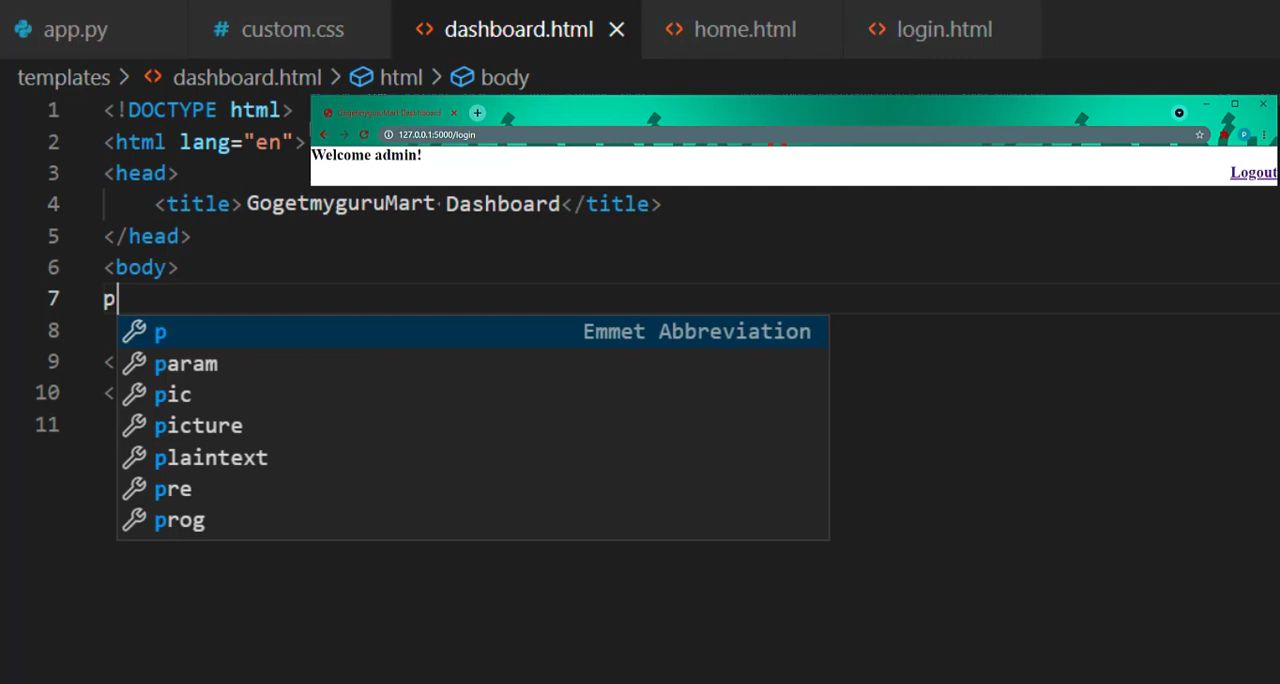 app.py custom.css dashboard.html home.html login.html
templates > dashboard.html > html > body
1 <!DOCTYPE html>
GogetmyguruMart Dashboard
127.0.0.1:5000/login
2 <html lang="en">
Welcome admin!
Logout
3 <head>
4 <title>GogetmyguruMart Dashboard</title>
5 </head>
6 <body>
7 p
8 p Emmet Abbreviation
9 < param
10 < pic
11 picture
plaintext
pre
prog